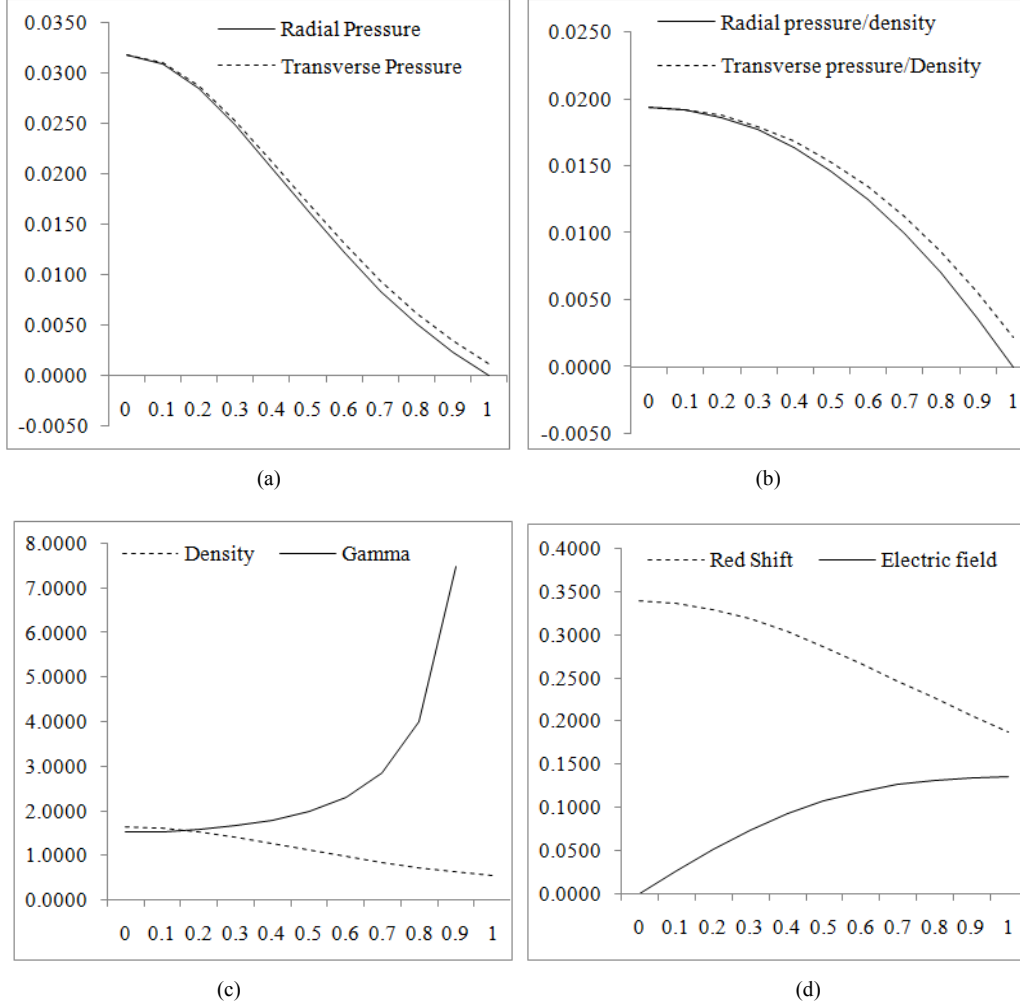 0.0350
0.0300
0.0250
0.0200
0.0150
0.0100
0.0050
0.0000
-0.0050
Radial Pressure
Transverse Pressure
0 0.1 0.2 0.3 0.4 0.5 0.6 0.7 0.8 0.9 1
(a)
0.0250
0.0200
0.0150
0.0100
0.0050
0.0000
-0.0050
Radial pressure/density
Transverse pressure/Density
0 0.1 0.2 0.3 0.4 0.5 0.6 0.7 0.8 0.9 1
(b)
8.0000
7.0000
6.0000
5.0000
4.0000
3.0000
2.0000
1.0000
0.0000
Density Gamma
0 0.1 0.2 0.3 0.4 0.5 0.6 0.7 0.8 0.9 1
(c)
0.4000
0.3500
0.3000
0.2500
0.2000
0.1500
0.1000
0.0500
0.0000
Red Shift Electric field
0 0.1 0.2 0.3 0.4 0.5 0.6 0.7 0.8 0.9 1
(d)